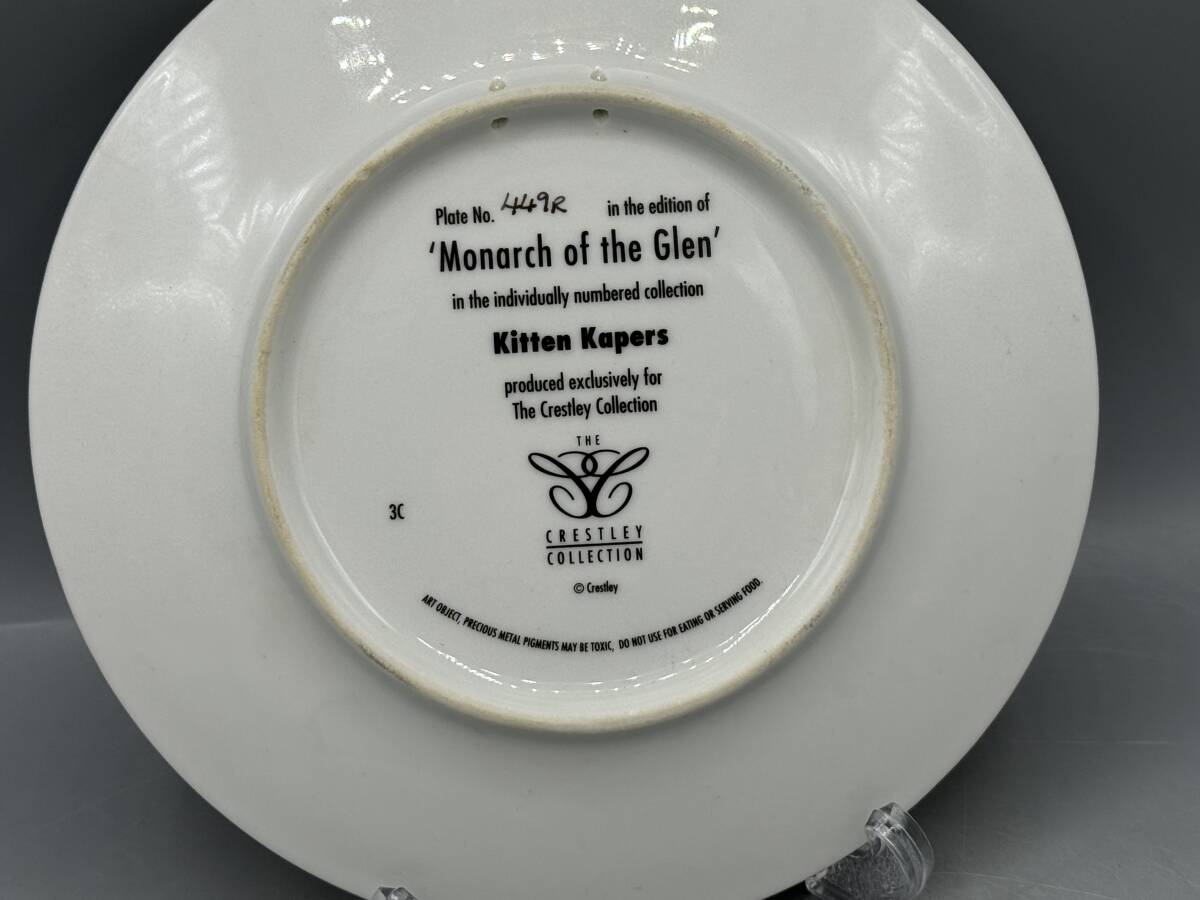 Plate No. 449R in the edition of
'Monarch of the Glen'
in the individually numbered collection
Kitten Kapers
produced exclusively for
The Crestley Collection
THE
CRESTLEY
COLLECTION
3C
© Crestley
ART OBJECT, PRECIOUS METAL PIGMENTS MAY BE TOXIC, DO NOT USE FOR EATING OR SERVING FOOD.